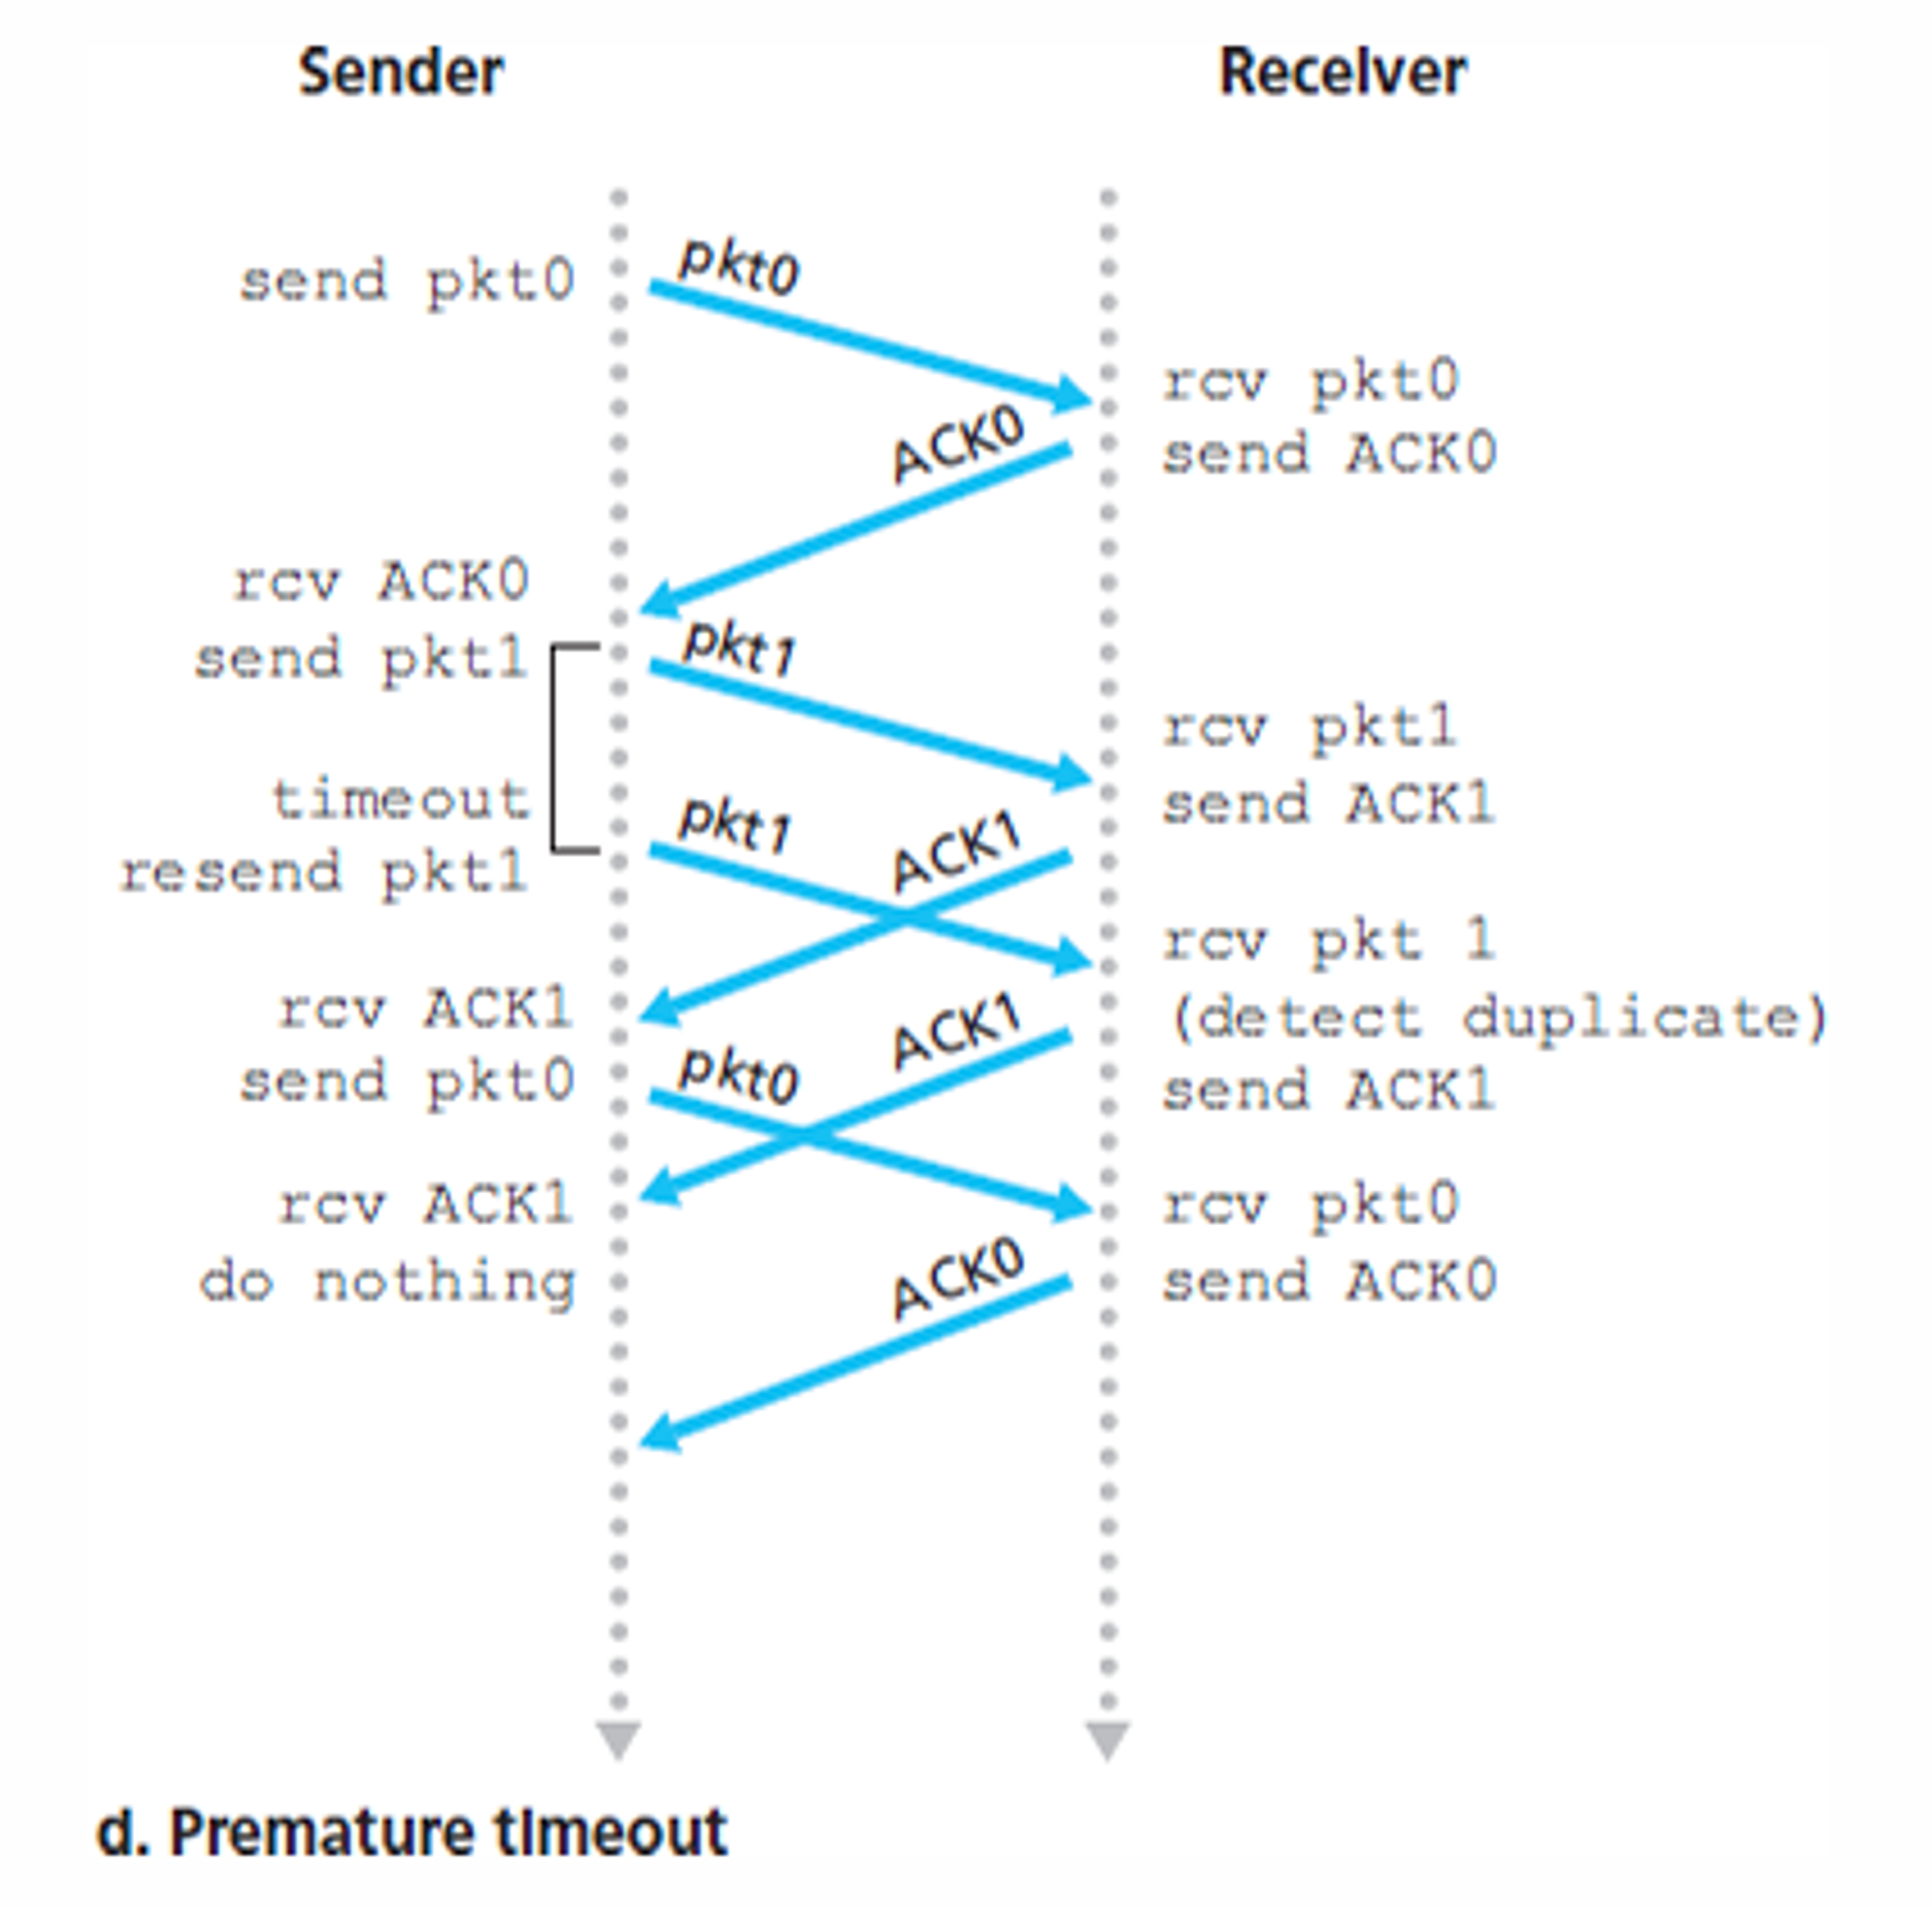 Sender
Receiver
send pkt0
pkt0
rcv pkt0
ACK0
send ACK0
rcv ACK0
send pkt1
pkt1
rcv pkt1
send ACK1
timeout
pkt1
ACK1
resend pkt1
rcv pkt 1
(detect duplicate)
rcv ACK1
ACK1
send pkt0
pkt0
send ACK1
rcv ACK1
rcv pkt0
do nothing
ACK0
send ACK0
d. Premature timeout